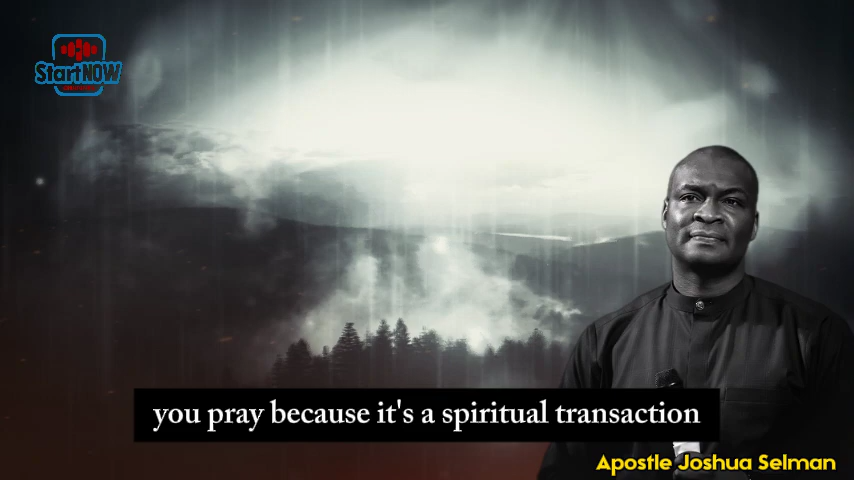 StartNOW
you pray because it's a spiritual transaction
Apostle Joshua Selman